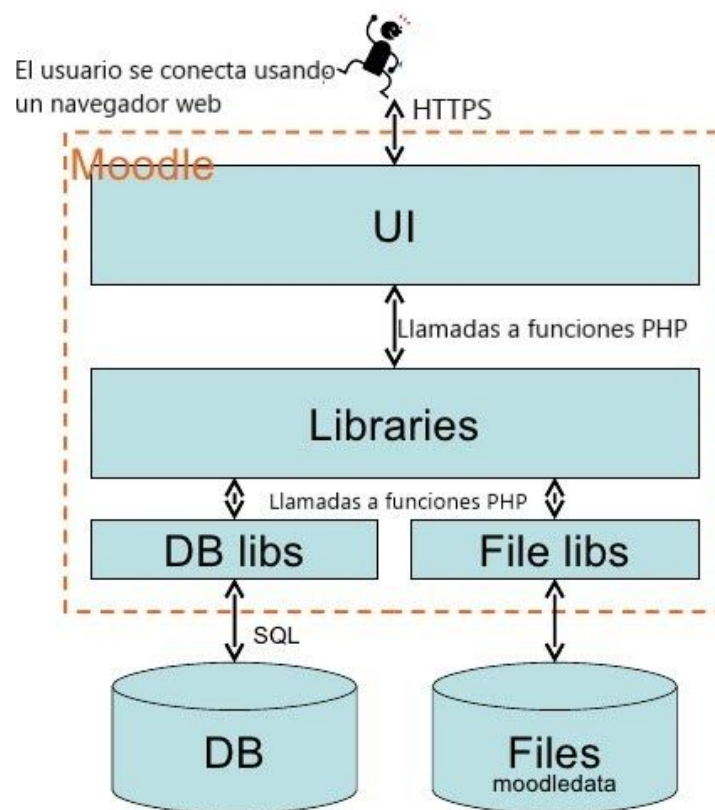 El usuario se conecta usando
un navegador web
HTTPS
Moodle
UI
Llamadas a funciones PHP
Libraries
Llamadas a funciones PHP
DB libs
File libs
SQL
DB
Files
moodledata